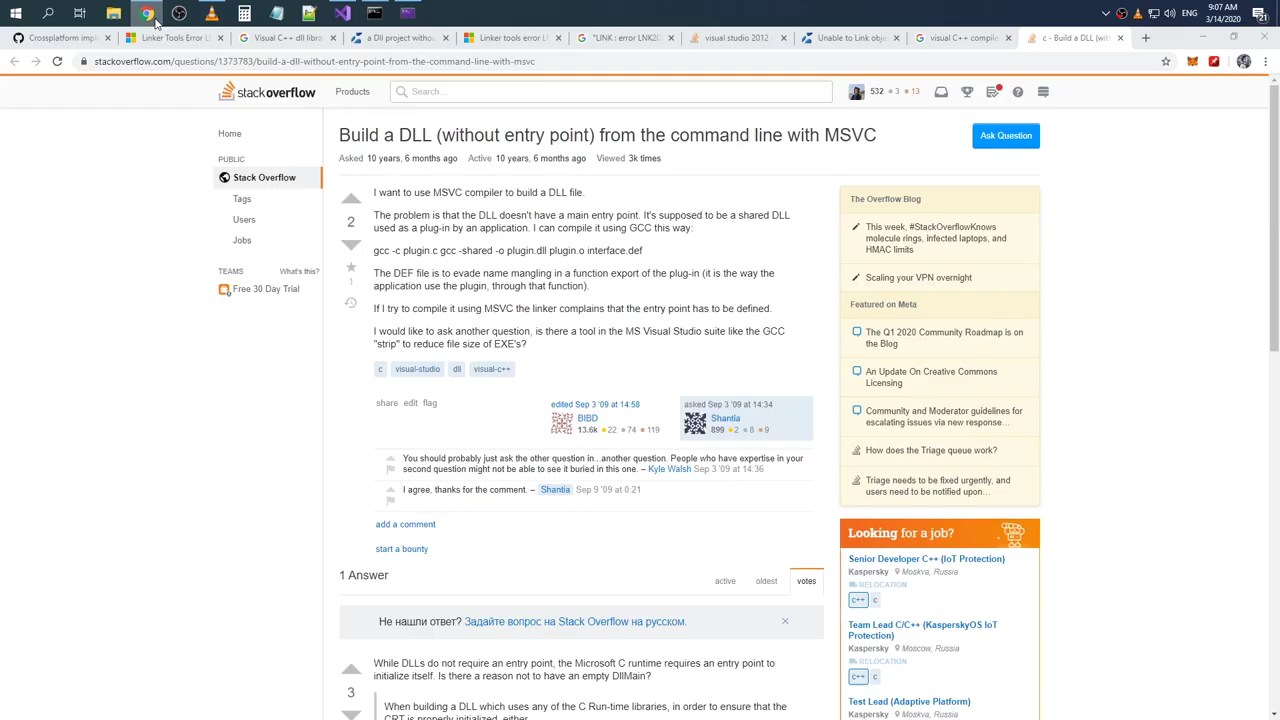 9:07 AM
3/14/2020
Crossplatform im
Linker Tools Error L
Visual C++ dll libr
a Dll project witho
Linker tools error L
"LNK : error LNK20
visual studio 2012
Unable to Link obje
visual C++ compile
c - Build a DLL (wit
stackoverflow.com/questions/1373783/build-a-dll-without-entry-point-from-the-command-line-with-msvc
stackoverflow
Products
Search...
532 3 13
Home
PUBLIC
Stack Overflow
Tags
Users
Jobs
TEAMS What's this?
Free 30 Day Trial
Build a DLL (without entry point) from the command line with MSVC
Ask Question
Asked 10 years, 6 months ago Active 10 years, 6 months ago Viewed 3k times
2
1
I want to use MSVC compiler to build a DLL file.
The problem is that the DLL doesn't have a main entry point. It's supposed to be a shared DLL
used as a plug-in by an application. I can compile it using GCC this way:
gcc -c plugin.c gcc -shared -o plugin.dll plugin.o interface.def
The DEF file is to evade name mangling in a function export of the plug-in (it is the way the
application use the plugin, through that function).
If I try to compile it using MSVC the linker complains that the entry point has to be defined.
I would like to ask another question, is there a tool in the MS Visual Studio suite like the GCC
"strip" to reduce file size of EXE's?
c visual-studio dll visual-c++
share edit flag
edited Sep 3 '09 at 14:58
BIBD
13.6k 22 74 119
asked Sep 3 '09 at 14:34
Shantia
899 2 8 9
You should probably just ask the other question in...another question. People who have expertise in your
second question might not be able to see it buried in this one. – Kyle Walsh Sep 3 '09 at 14:36
I agree, thanks for the comment. – Shantia Sep 9 '09 at 0:21
add a comment
start a bounty
1 Answer
active oldest votes
Не нашли ответ? Задайте вопрос на Stack Overflow на русском.
3
While DLLs do not require an entry point, the Microsoft C runtime requires an entry point to
initialize itself. Is there a reason not to have an empty DllMain?
When building a DLL which uses any of the C Run-time libraries, in order to ensure that the
CRT is properly initialized, either
The Overflow Blog
This week, #StackOverflowKnows
molecule rings, infected laptops, and
HMAC limits
Scaling your VPN overnight
Featured on Meta
The Q1 2020 Community Roadmap is on
the Blog
An Update On Creative Commons
Licensing
Community and Moderator guidelines for
escalating issues via new response…
How does the Triage queue work?
Triage needs to be fixed urgently, and
users need to be notified upon…
Looking for a job?
Senior Developer C++ (IoT Protection)
Kaspersky Moskva, Russia
RELOCATION
c++ c
Team Lead C/C++ (KasperskyOS IoT
Protection)
Kaspersky Moscow, Russia
RELOCATION
c++ c
Test Lead (Adaptive Platform)
Kaspersky Moskva, Russia